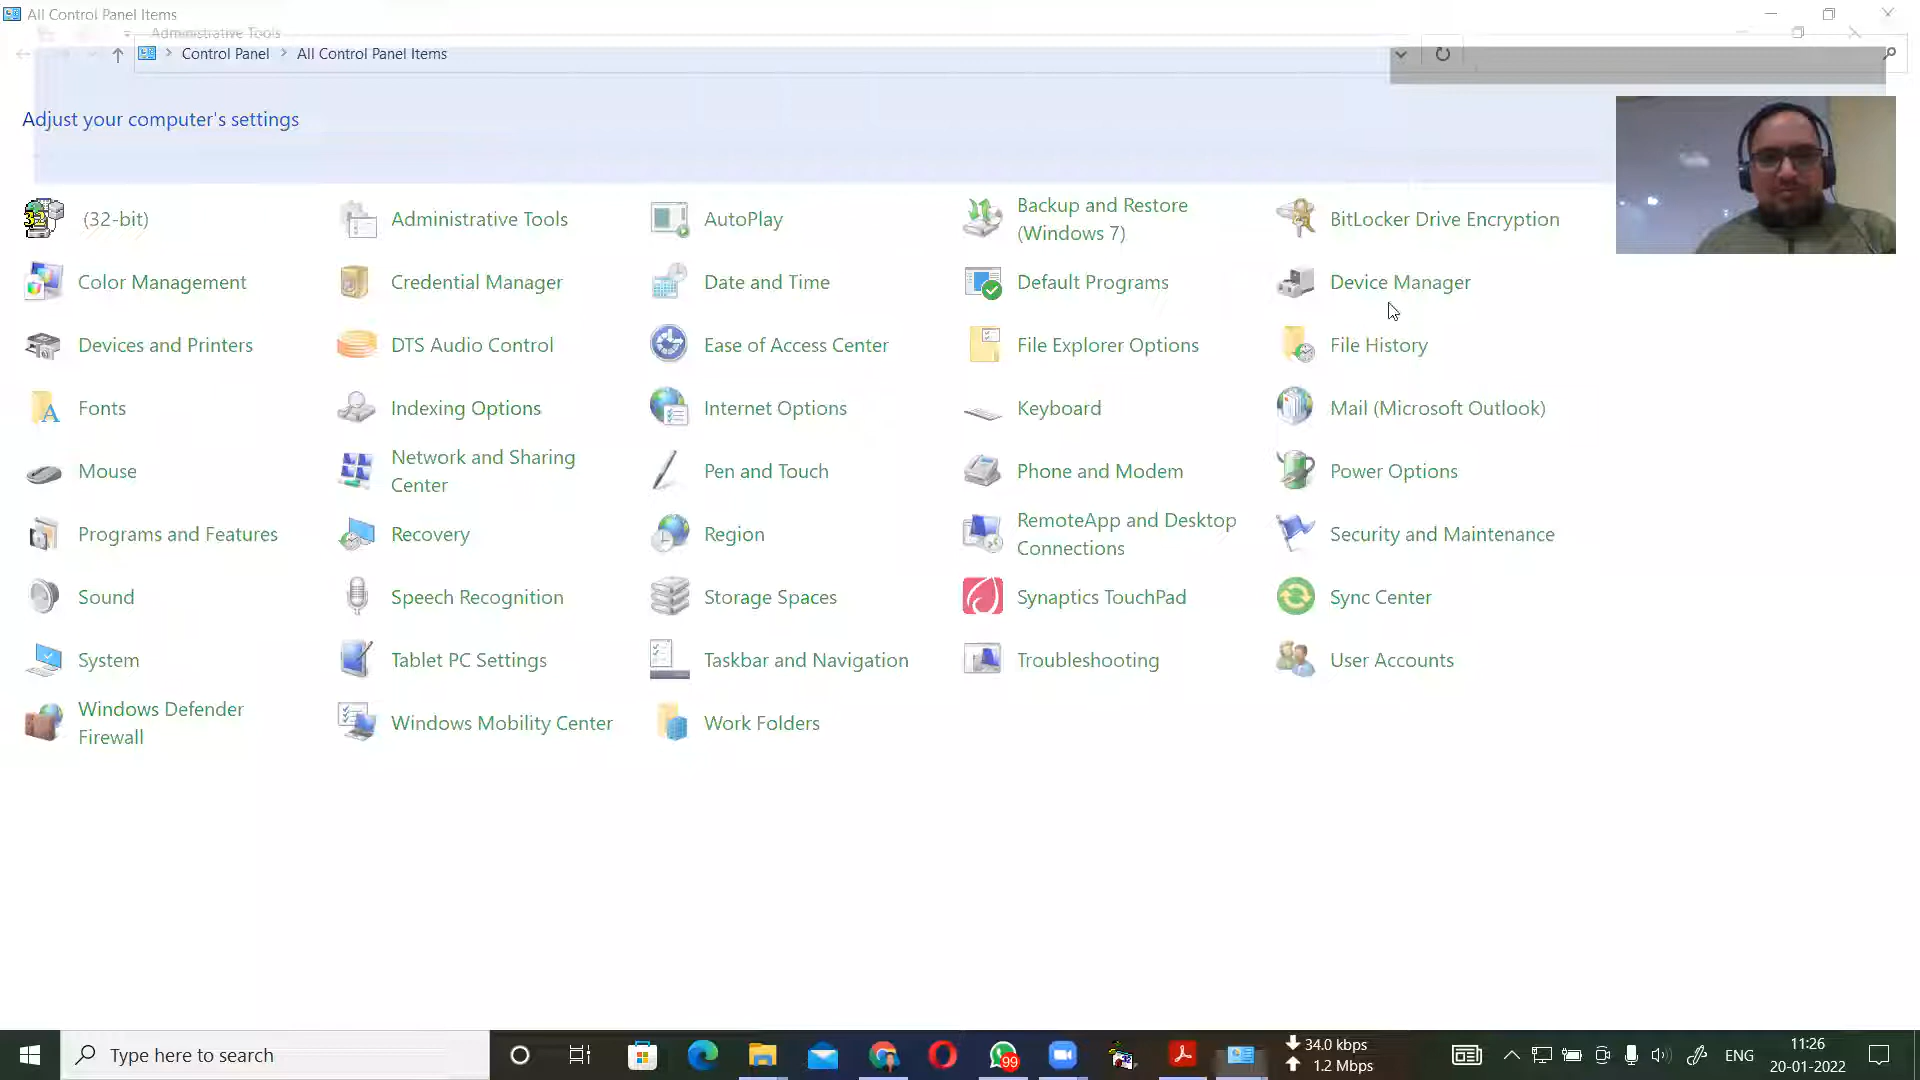 All Control Panel Items
Administrative Tools
Control Panel > All Control Panel Items
Adjust your computer's settings
(32-bit)
Administrative Tools
AutoPlay
Backup and Restore
(Windows 7)
BitLocker Drive Encryption
Color Management
Credential Manager
Date and Time
Default Programs
Device Manager
Devices and Printers
DTS Audio Control
Ease of Access Center
File Explorer Options
File History
Fonts
Indexing Options
Internet Options
Keyboard
Mail (Microsoft Outlook)
Mouse
Network and Sharing
Center
Pen and Touch
Phone and Modem
Power Options
Programs and Features
Recovery
Region
RemoteApp and Desktop
Connections
Security and Maintenance
Sound
Speech Recognition
Storage Spaces
Synaptics TouchPad
Sync Center
System
Tablet PC Settings
Taskbar and Navigation
Troubleshooting
User Accounts
Windows Defender
Firewall
Windows Mobility Center
Work Folders
Type here to search
99
34.0 kbps
1.2 Mbps
ENG
11:26
20-01-2022